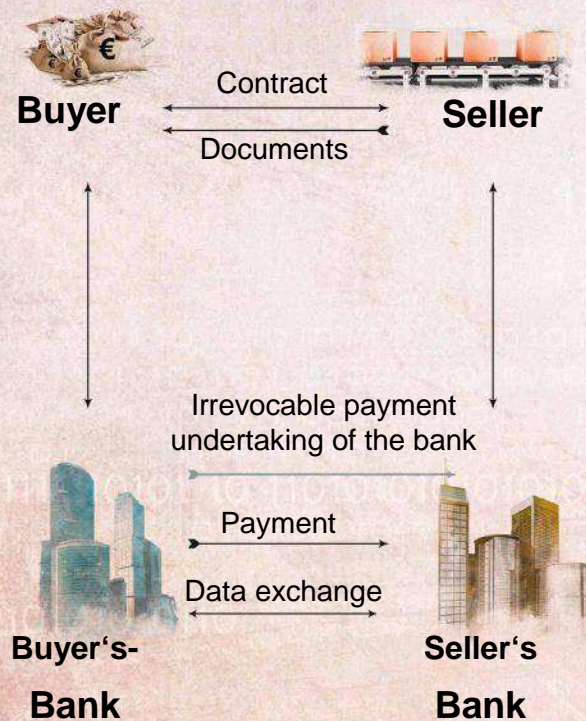 Buyer
Seller
Contract
Documents
Irrevocable payment
undertaking of the bank
Payment
Data exchange
Buyer‘s-
Bank
Seller‘s
Bank